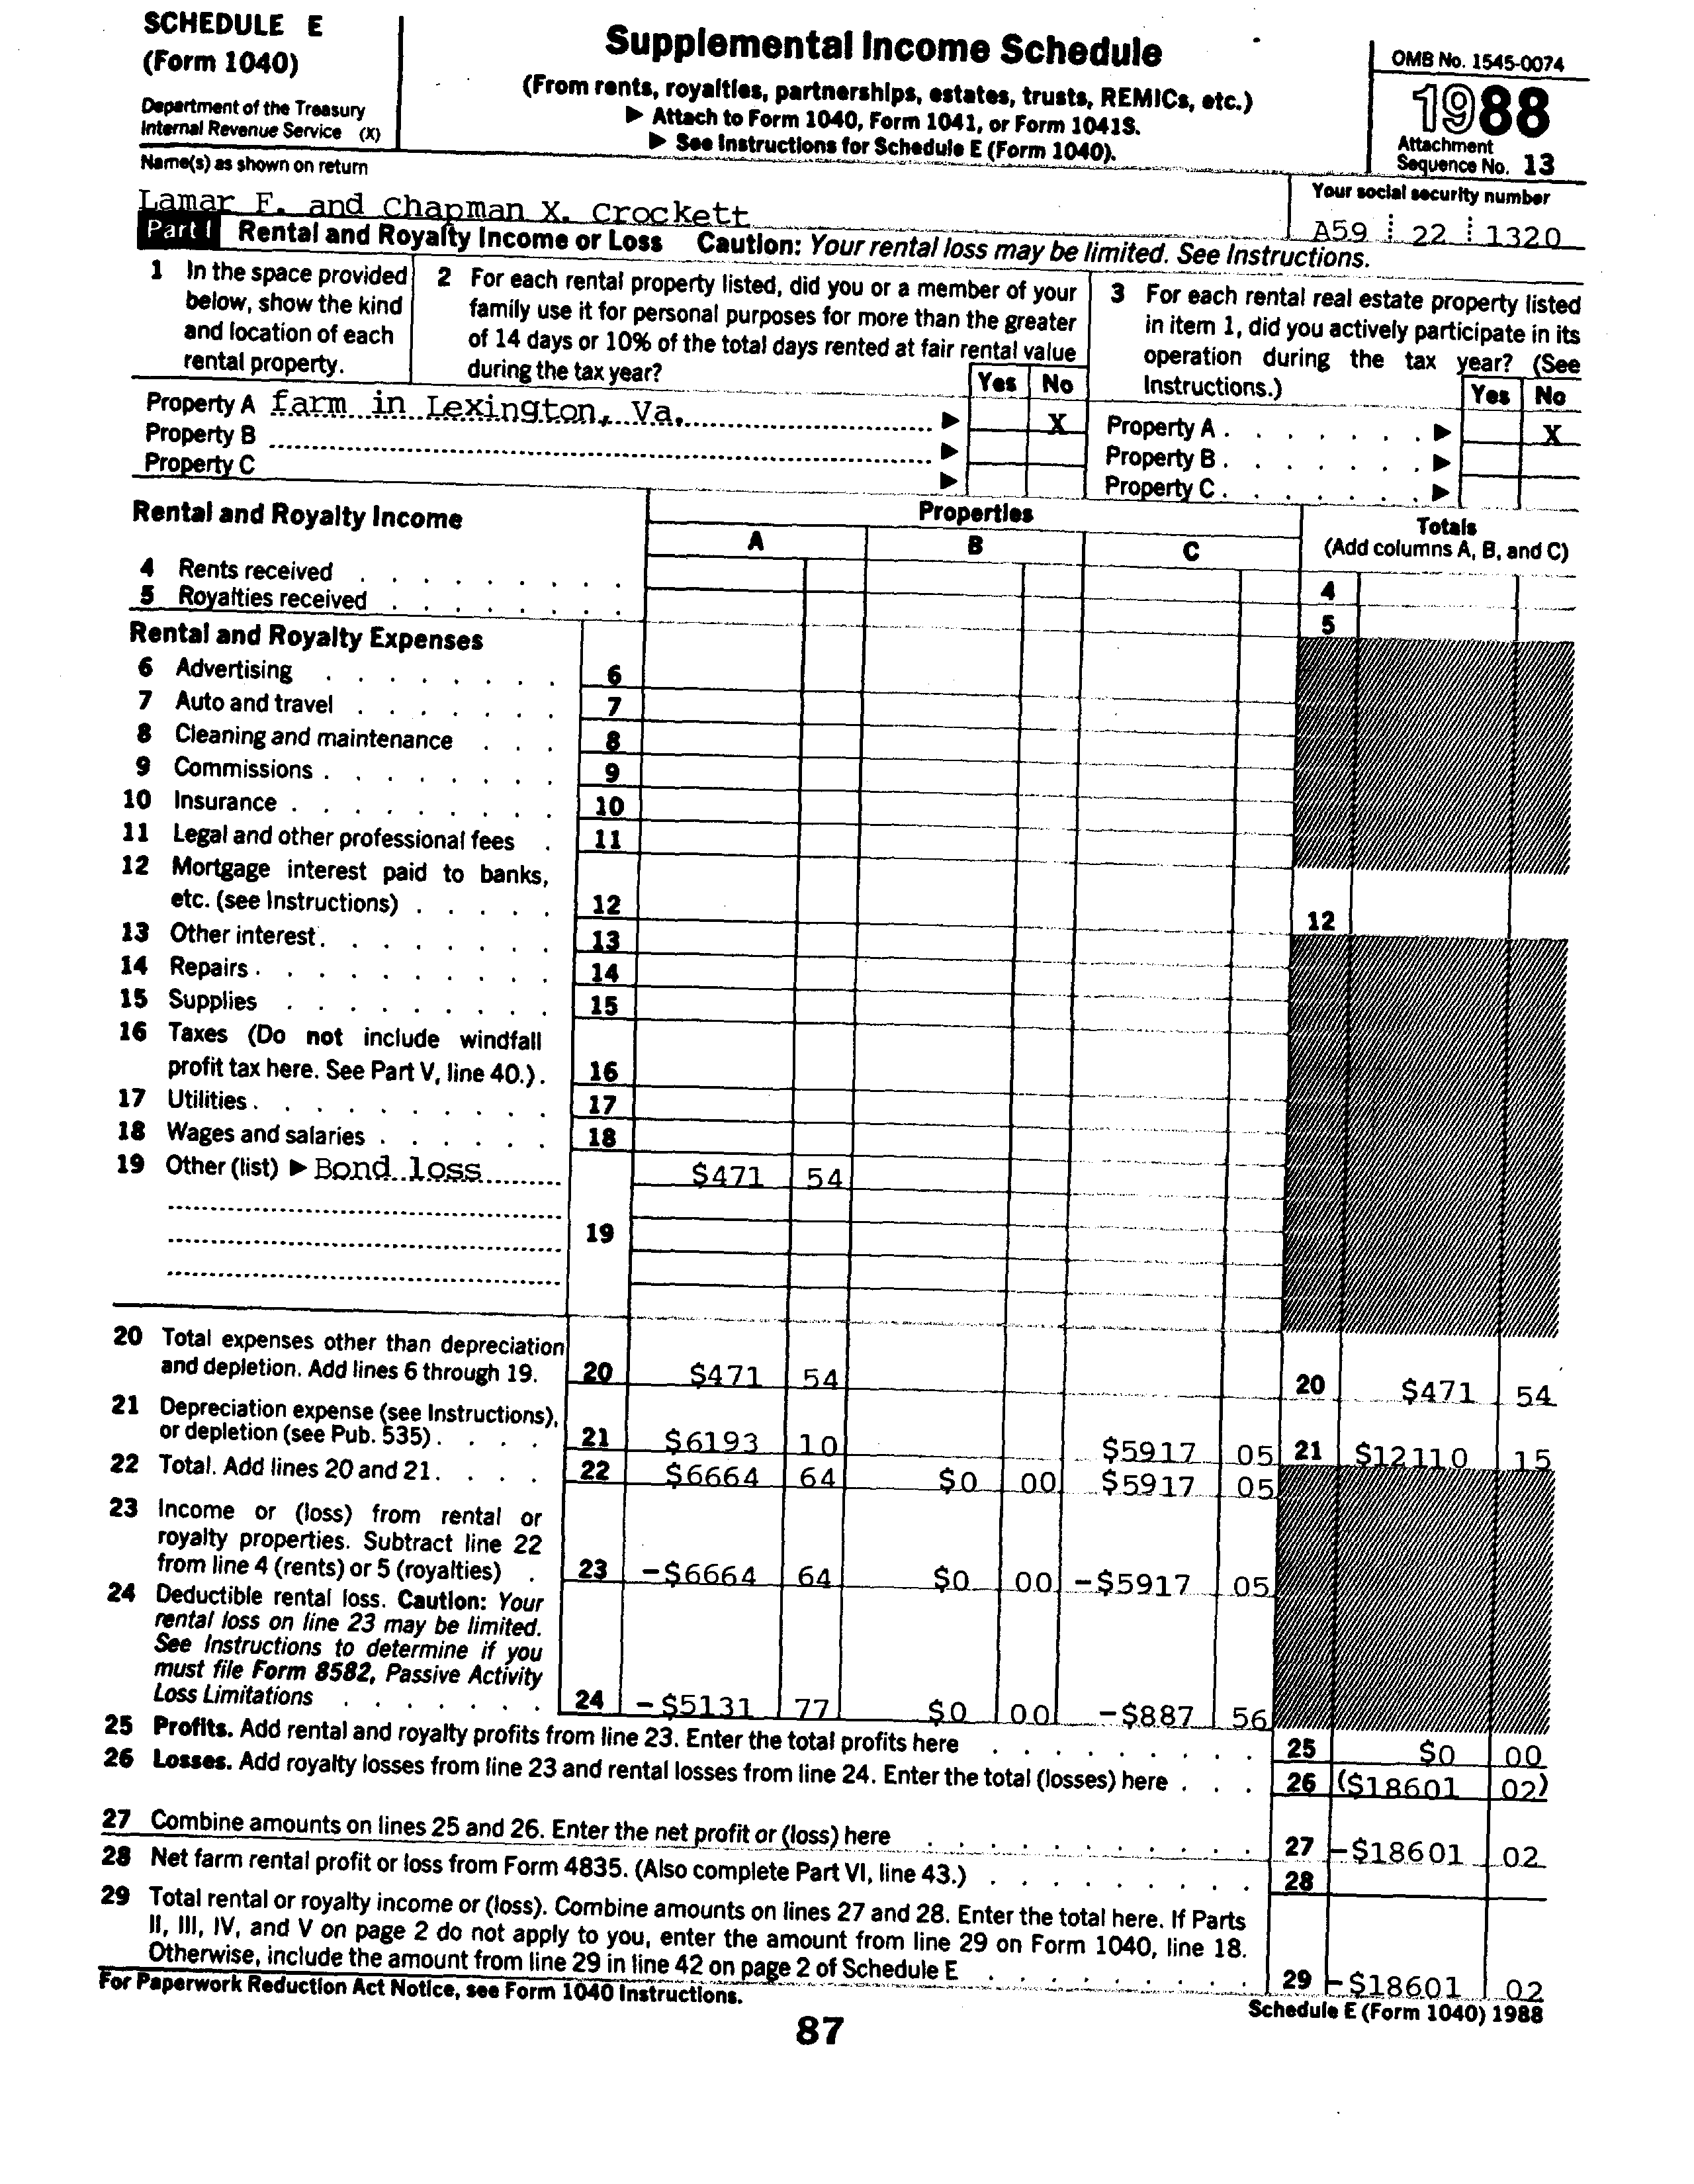 SCHEDULE E
(Form 1040)
Department of the Treasury
Internal Revenue Service (X)
Supplemental Income Schedule
(From rents, royalties, partnerships, estates, trusts, REMICs, etc.)
▶ Attach to Form 1040, Form 1041, or Form 1041S.
▶ See Instructions for Schedule E (Form 1040).
OMB No. 1545-0074
1988
Attachment
Sequence No. 13
Name(s) as shown on return
Lamar F. and Chapman X. Crockett
Your social security number
A59 22 1320
Part I Rental and Royalty Income or Loss Caution: Your rental loss may be limited. See Instructions.
1 In the space provided
below, show the kind
and location of each
rental property.
2 For each rental property listed, did you or a member of your
family use it for personal purposes for more than the greater
of 14 days or 10% of the total days rented at fair rental value
during the tax year?
Yes No
3 For each rental real estate property listed
in item 1, did you actively participate in its
operation during the tax year? (See
Instructions.)
Yes No
Property A farm in Lexington, Va. ▶ X Property A . . . . . . . ▶ X
Property B ▶ Property B . . . . . . . ▶
Property C ▶ Property C . . . . . . . ▶
Rental and Royalty Income
Properties
A B C
Totals
(Add columns A, B, and C)
4 Rents received . . . . . . . . . 4
5 Royalties received . . . . . . . . 5
Rental and Royalty Expenses
6 Advertising . . . . . . . . 6
7 Auto and travel . . . . . . . 7
8 Cleaning and maintenance . . . 8
9 Commissions . . . . . . . . 9
10 Insurance . . . . . . . . . 10
11 Legal and other professional fees . 11
12 Mortgage interest paid to banks,
etc. (see Instructions) . . . . . 12 12
13 Other interest . . . . . . . . 13
14 Repairs . . . . . . . . . . 14
15 Supplies . . . . . . . . . 15
16 Taxes (Do not include windfall
profit tax here. See Part V, line 40.) . 16
17 Utilities . . . . . . . . . . 17
18 Wages and salaries . . . . . . 18
19 Other (list) ▶ Bond loss $471 54
19
20 Total expenses other than depreciation
and depletion. Add lines 6 through 19. 20 $471 54 20 $471 54
21 Depreciation expense (see Instructions),
or depletion (see Pub. 535) . . . . 21 $6193 10 $5917 05 21 $12110 15
22 Total. Add lines 20 and 21. . . . 22 $6664 64 $0 00 $5917 05
23 Income or (loss) from rental or
royalty properties. Subtract line 22
from line 4 (rents) or 5 (royalties) . 23 -$6664 64 $0 00 -$5917 05
24 Deductible rental loss. Caution: Your
rental loss on line 23 may be limited.
See Instructions to determine if you
must file Form 8582, Passive Activity
Loss Limitations . . . . . . . 24 -$5131 77 $0 00 -$887 56
25 Profits. Add rental and royalty profits from line 23. Enter the total profits here . . . . . . . . . 25 $0 00
26 Losses. Add royalty losses from line 23 and rental losses from line 24. Enter the total (losses) here . . . 26 ($18601 02)
27 Combine amounts on lines 25 and 26. Enter the net profit or (loss) here . . . . . . . . . . . 27 -$18601 02
28 Net farm rental profit or loss from Form 4835. (Also complete Part VI, line 43.) . . . . . . . . . 28
29 Total rental or royalty income or (loss). Combine amounts on lines 27 and 28. Enter the total here. If Parts
II, III, IV, and V on page 2 do not apply to you, enter the amount from line 29 on Form 1040, line 18.
Otherwise, include the amount from line 29 in line 42 on page 2 of Schedule E . . . . . . . . . 29 -$18601 02
For Paperwork Reduction Act Notice, see Form 1040 Instructions.
Schedule E (Form 1040) 1988
87